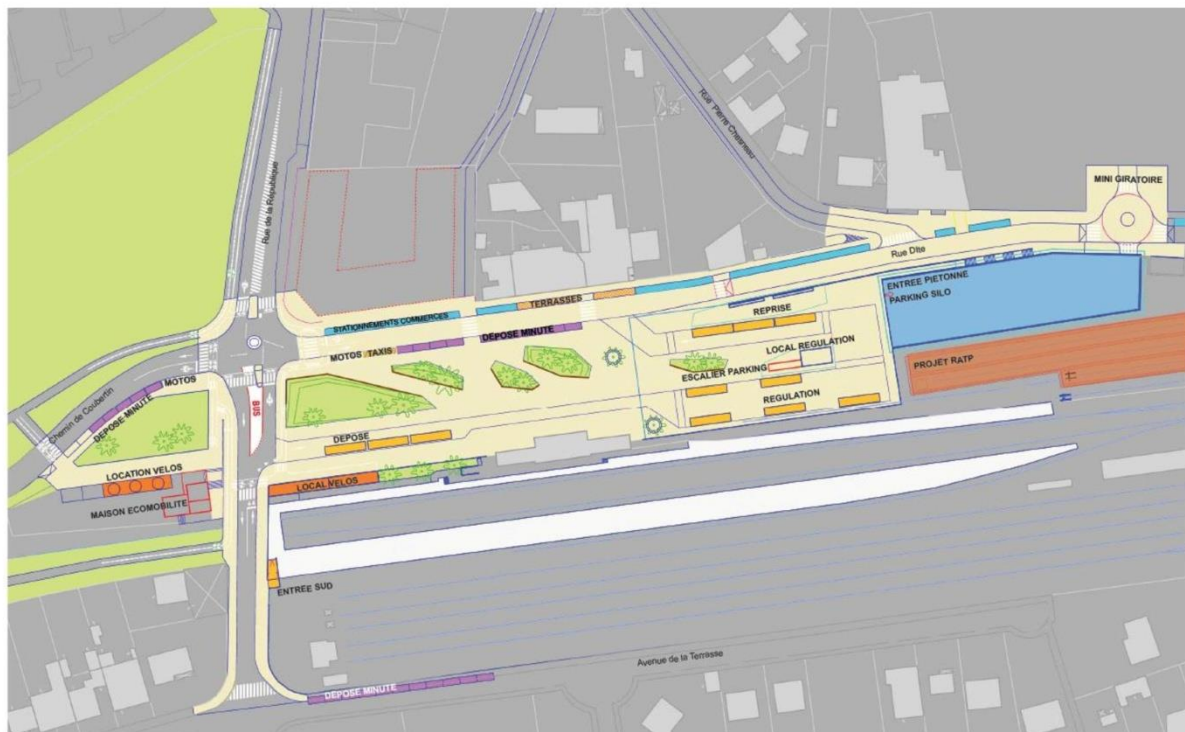 Rue Pierre Chesneau
MINI GIRATOIRE
Rue de la République
Rue Dite
ENTREE PIETONNE
PARKING SILO
TERRASSES
REPRISE
STATIONNEMENTS COMMERCES
DEPOSE MINUTE
MOTOS TAXIS
LOCAL REGULATION
PROJET RATP
ESCALIER PARKING
MOTOS
Chemin de Coubertin
DEPOSE MINUTE
BUS
REGULATION
DEPOSE
LOCATION VELOS
LOCAL VELOS
MAISON ECOMOBILITE
ENTREE SUD
Avenue de la Terrasse
DEPOSE MINUTE